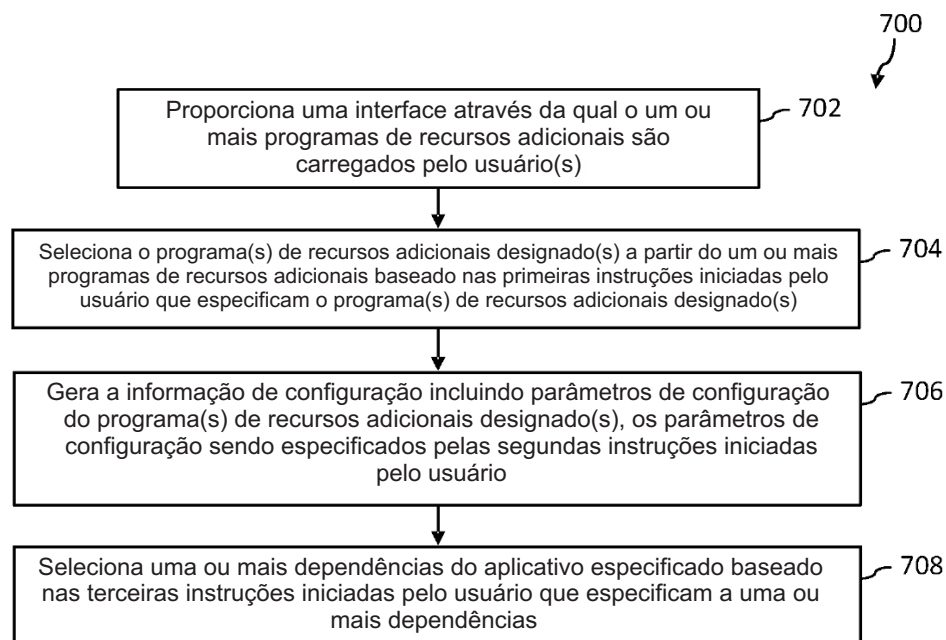 700
Proporciona uma interface através da qual o um ou
mais programas de recursos adicionais são
carregados pelo usuário(s)
702
Seleciona o programa(s) de recursos adicionais designado(s) a partir do um ou mais
programas de recursos adicionais baseado nas primeiras instruções iniciadas pelo
usuário que especificam o programa(s) de recursos adicionais designado(s)
704
Gera a informação de configuração incluindo parâmetros de configuração
do programa(s) de recursos adicionais designado(s), os parâmetros de
configuração sendo especificados pelas segundas instruções iniciadas
pelo usuário
706
Seleciona uma ou mais dependências do aplicativo especificado baseado
nas terceiras instruções iniciadas pelo usuário que especificam a uma ou
mais dependências
708